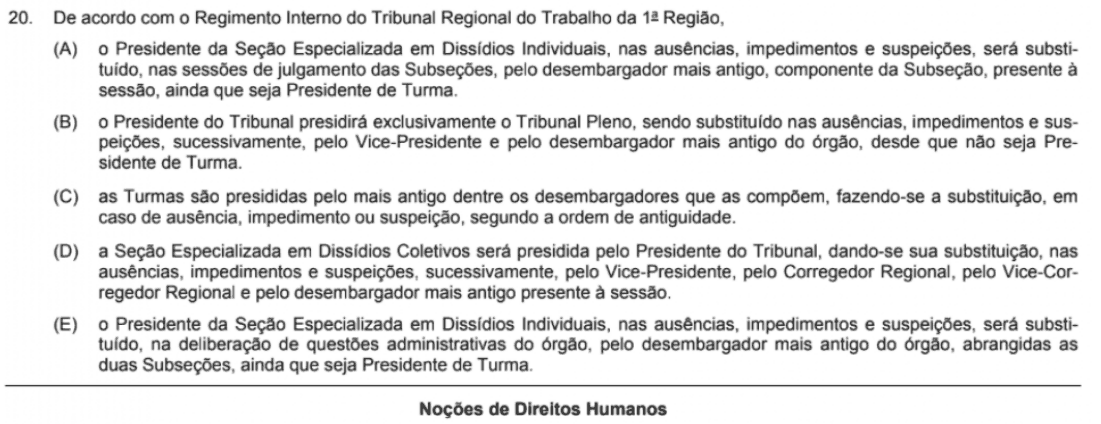 20. De acordo com o Regimento Interno do Tribunal Regional do Trabalho da 1ª Região,
(A) o Presidente da Seção Especializada em Dissídios Individuais, nas ausências, impedimentos e suspeições, será substi-
tuído, nas sessões de julgamento das Subseções, pelo desembargador mais antigo, componente da Subseção, presente à
sessão, ainda que seja Presidente de Turma.
(B) o Presidente do Tribunal presidirá exclusivamente o Tribunal Pleno, sendo substituído nas ausências, impedimentos e sus-
peições, sucessivamente, pelo Vice-Presidente e pelo desembargador mais antigo do órgão, desde que não seja Pre-
sidente de Turma.
(C) as Turmas são presididas pelo mais antigo dentre os desembargadores que as compõem, fazendo-se a substituição, em
caso de ausência, impedimento ou suspeição, segundo a ordem de antiguidade.
(D) a Seção Especializada em Dissídios Coletivos será presidida pelo Presidente do Tribunal, dando-se sua substituição, nas
ausências, impedimentos e suspeições, sucessivamente, pelo Vice-Presidente, pelo Corregedor Regional, pelo Vice-Cor-
regedor Regional e pelo desembargador mais antigo presente à sessão.
(E) o Presidente da Seção Especializada em Dissídios Individuais, nas ausências, impedimentos e suspeições, será substi-
tuído, na deliberação de questões administrativas do órgão, pelo desembargador mais antigo do órgão, abrangidas as
duas Subseções, ainda que seja Presidente de Turma.
Noções de Direitos Humanos